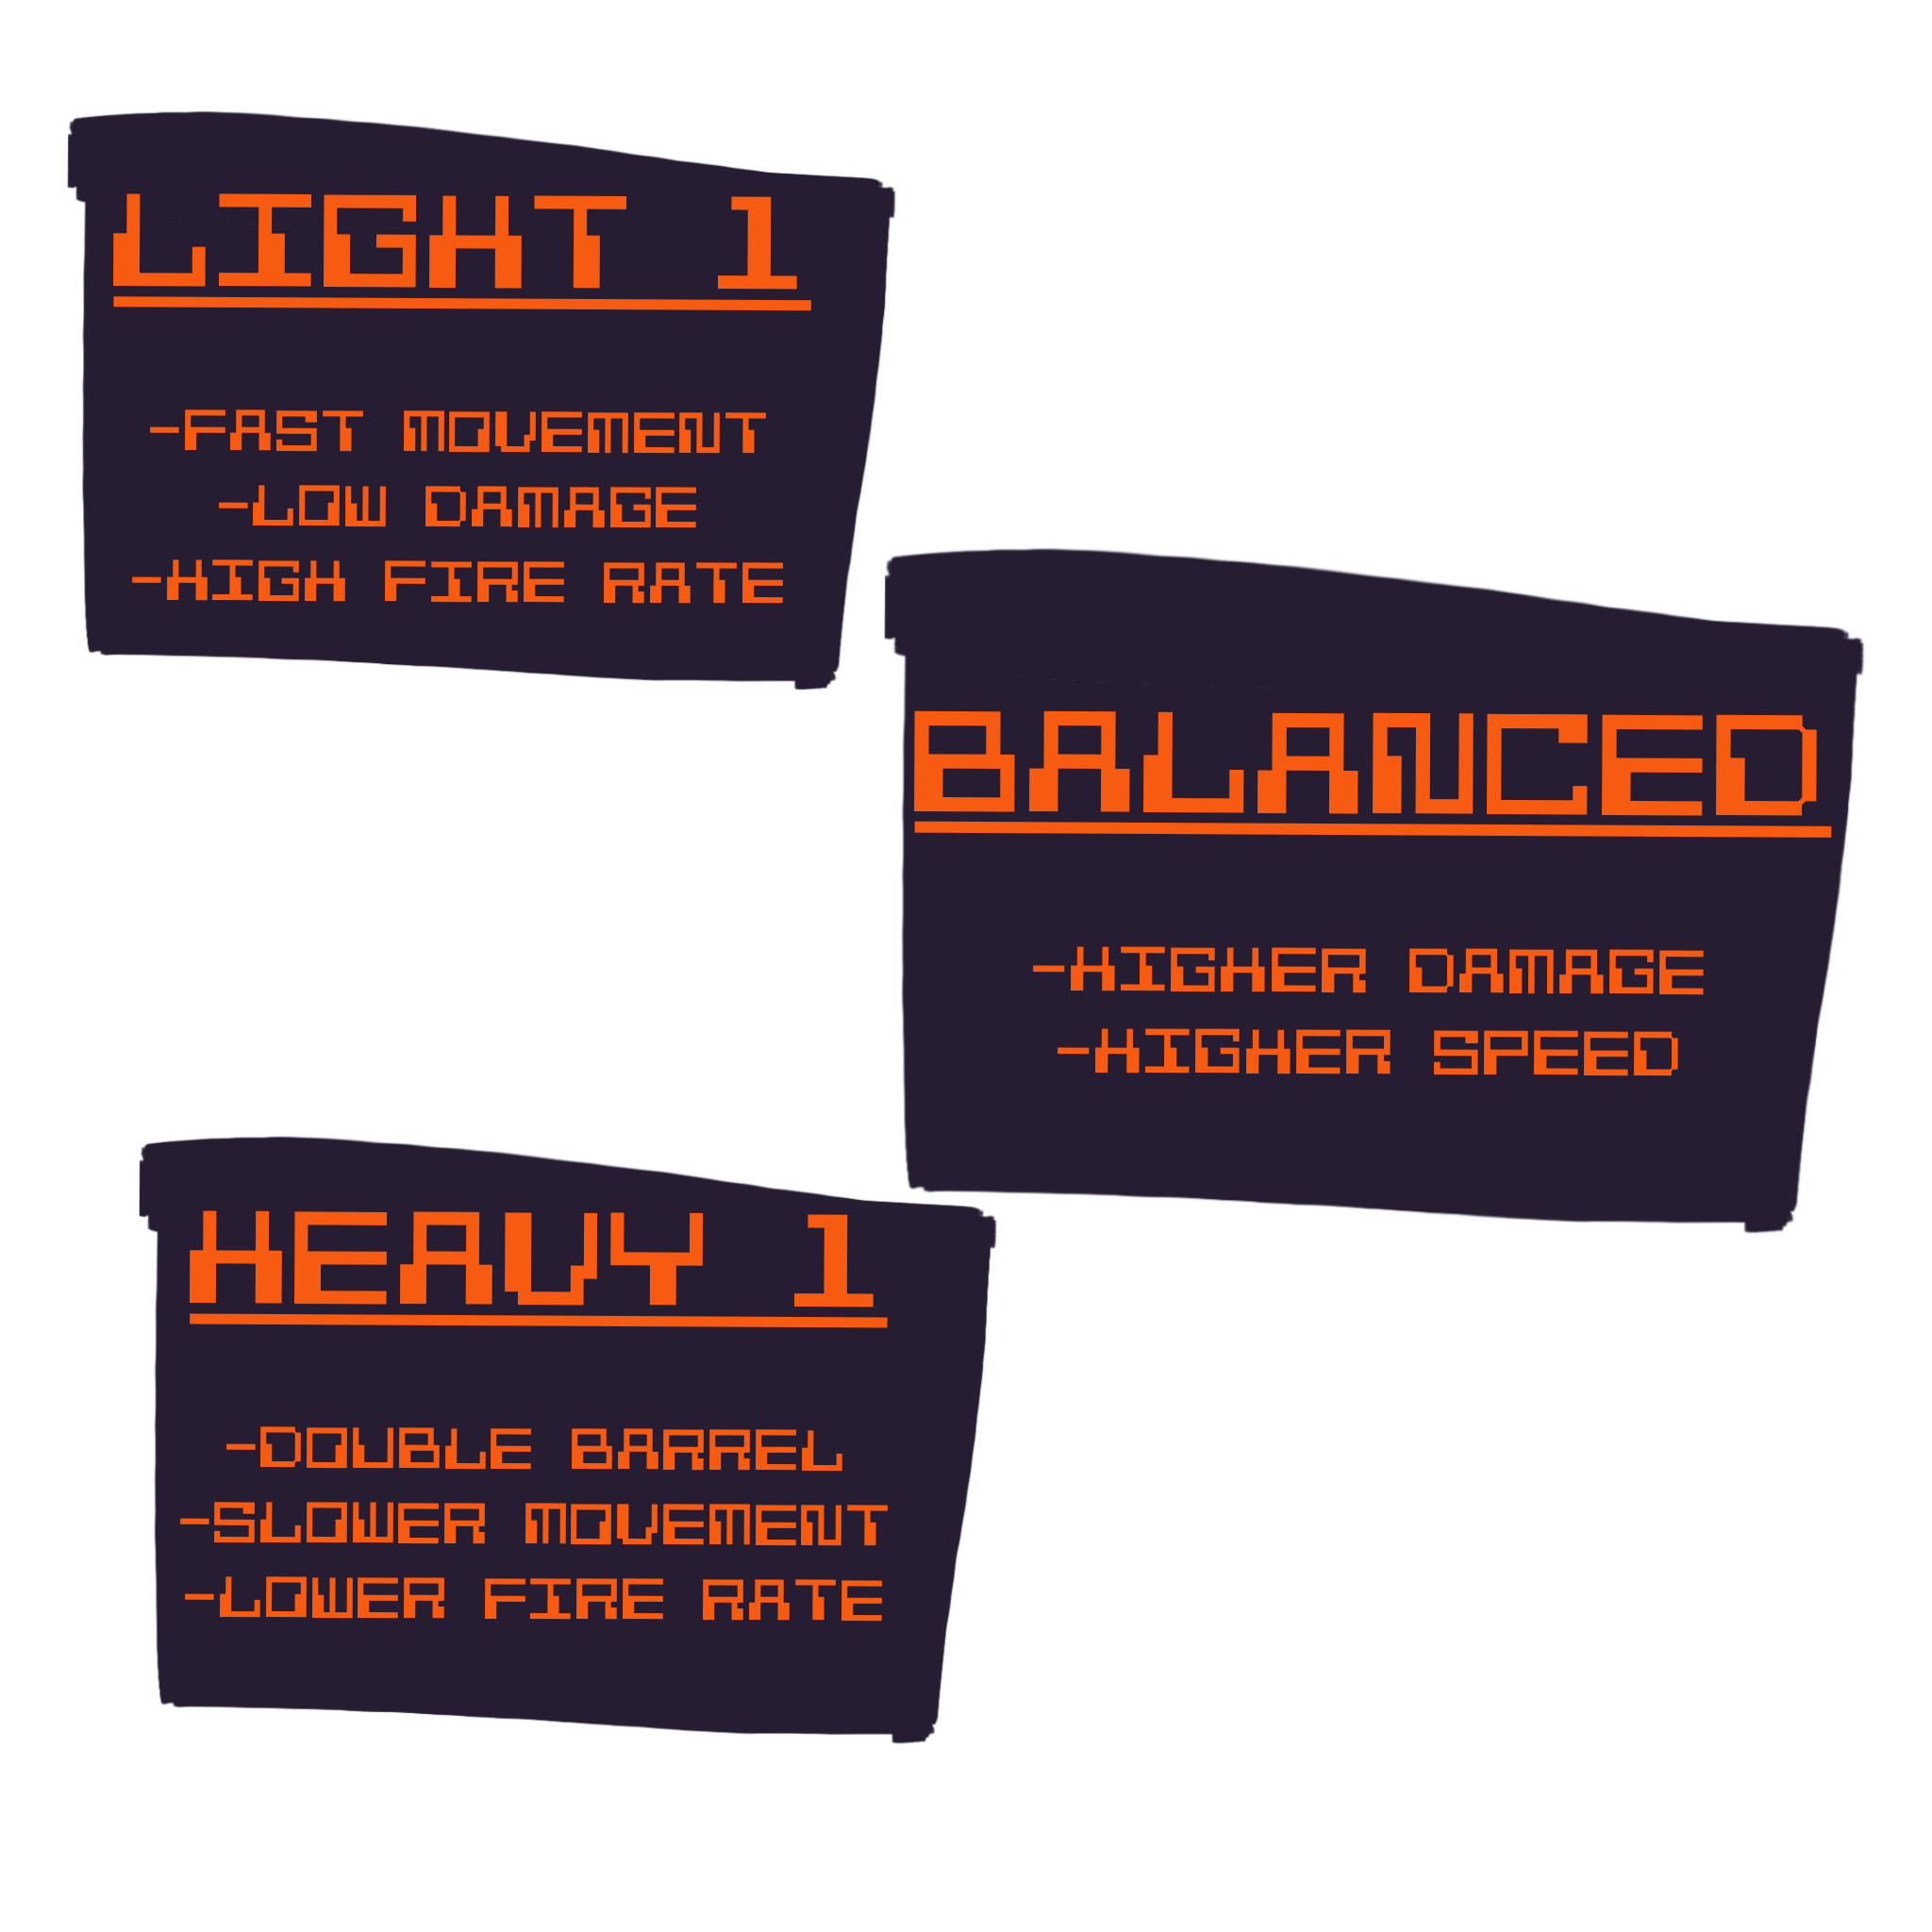 LIGHT 1
-FAST MOVEMENT
-LOW DAMAGE
-HIGH FIRE RATE
BALANCED
-HIGHER DAMAGE
-HIGHER SPEED
HEAVY 1
-DOUBLE BARREL
-SLOWER MOVEMENT
-LOWER FIRE RATE